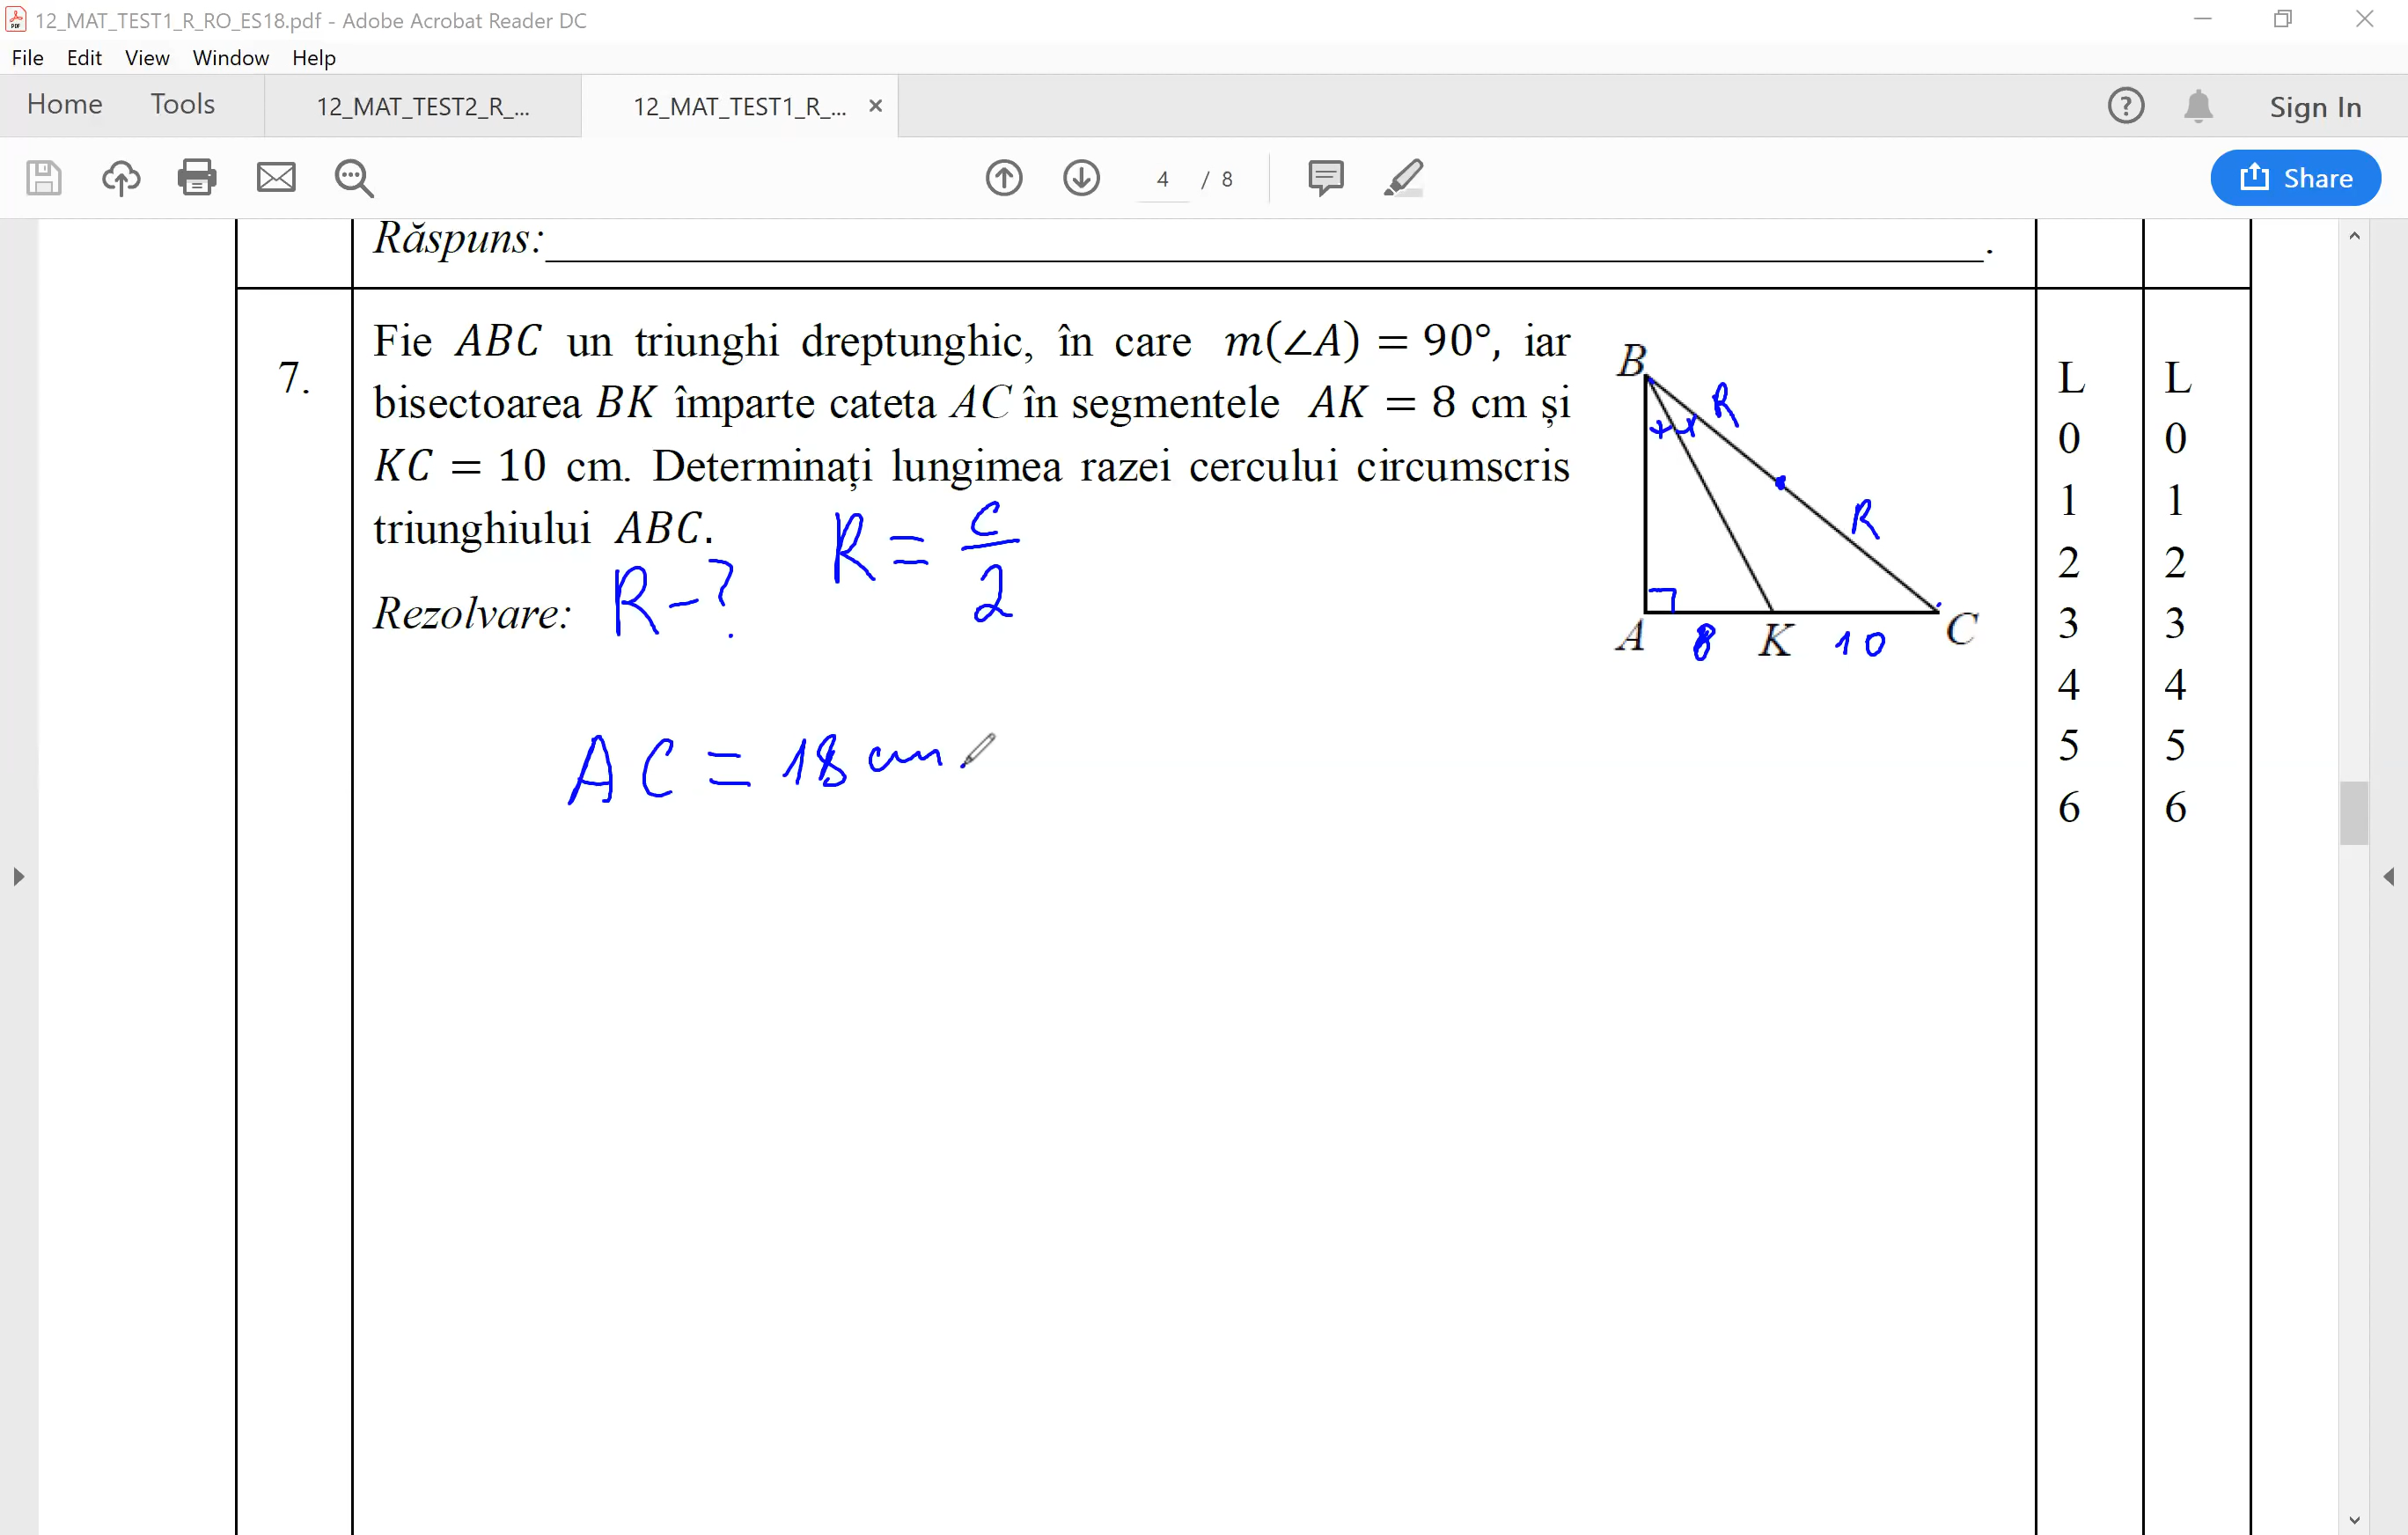 12_MAT_TEST1_R_RO_ES18.pdf - Adobe Acrobat Reader DC
File Edit View Window Help
Home Tools 12_MAT_TEST2_R_... 12_MAT_TEST1_R_... × ? Sign In
4 / 8 Share
Răspuns:____________________.
7.
Fie ABC un triunghi dreptunghic, în care m(∠A) = 90°, iar
bisectoarea BK împarte cateta AC în segmentele AK = 8 cm și
KC = 10 cm. Determinați lungimea razei cercului circumscris
triunghiului ABC.
R = c/2
Rezolvare: R - ?
AC = 18 cm
B
R
R
A 8 K 10 C
L L
0 0
1 1
2 2
3 3
4 4
5 5
6 6